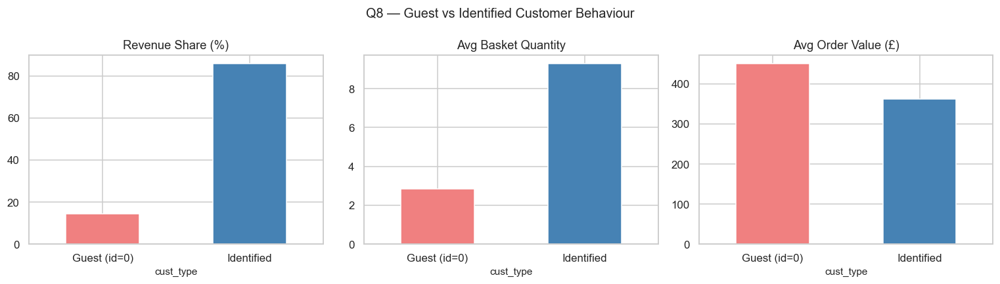 Q8 — Guest vs Identified Customer Behaviour
Revenue Share (%)
80
60
40
20
0
Guest (id=0)
Identified
cust_type
Avg Basket Quantity
8
6
4
2
0
Guest (id=0)
Identified
cust_type
Avg Order Value (£)
400
300
200
100
0
Guest (id=0)
Identified
cust_type